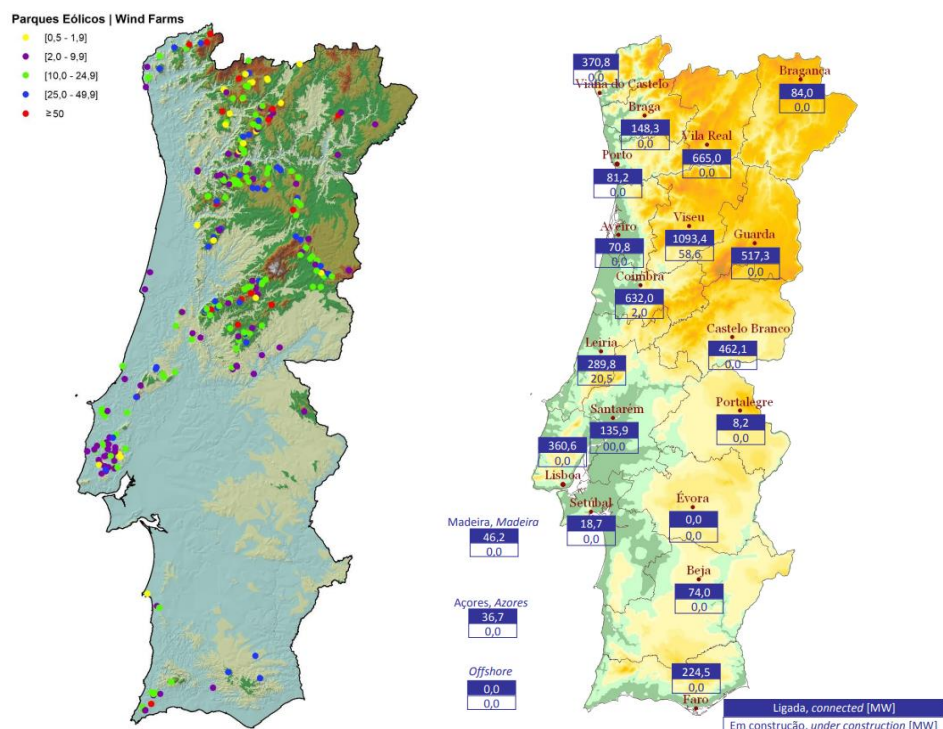 Parques Eólicos | Wind Farms
[0,5 - 1,9]
[2,0 - 9,9]
[10,0 - 24,9]
[25,0 - 49,9]
≥ 50
370,8
0,0
Viana do Castelo
Bragança
84,0
0,0
Braga
148,3
0,0
Vila Real
665,0
0,0
Porto
81,2
0,0
Viseu
1093,4
58,6
Aveiro
70,8
0,0
Guarda
517,3
0,0
Coimbra
632,0
2,0
Castelo Branco
462,1
0,0
Leiria
289,8
20,5
Portalegre
8,2
0,0
Santarém
135,9
00,0
360,6
0,0
Lisboa
Setúbal
18,7
0,0
Évora
0,0
0,0
Madeira, Madeira
46,2
0,0
Beja
74,0
0,0
Açores, Azores
36,7
0,0
Offshore
0,0
0,0
224,5
0,0
Faro
Ligada, connected [MW]
Em construção, under construction [MW]